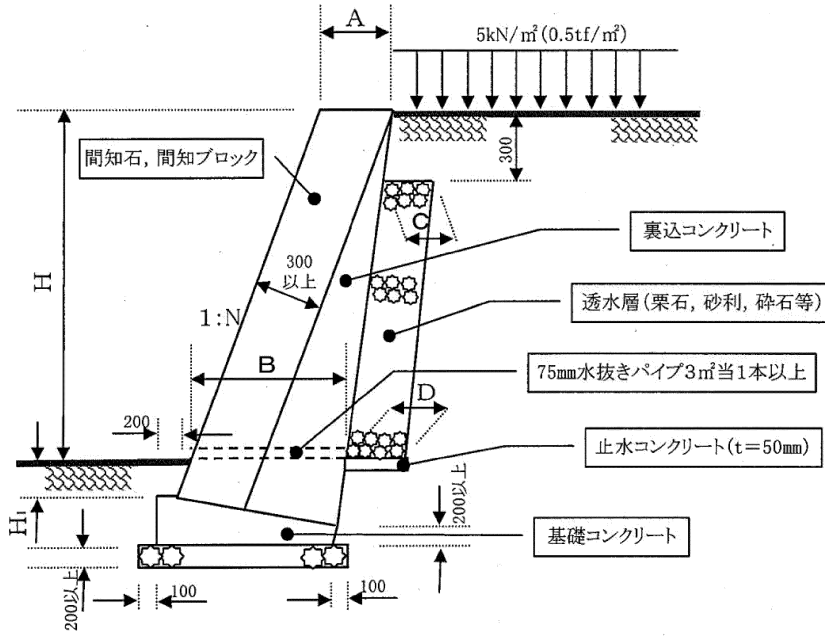 A
5kN/㎡(0.5tf/㎡)
間知石，間知ブロック
300
C
裏込コンクリート
H
300
以上
1:N
透水層(栗石，砂利，砕石等)
B
75mm水抜きパイプ3㎡当1本以上
D
200
止水コンクリート(t＝50mm)
H₁
200以上
基礎コンクリート
200以上
100
100